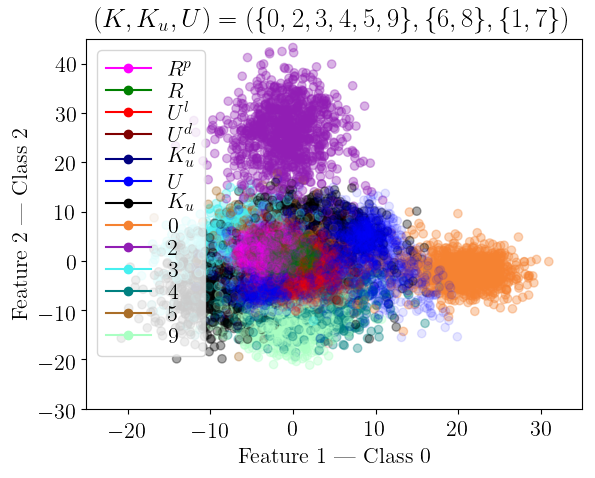 (K, K_u, U) = ({0, 2, 3, 4, 5, 9}, {6, 8}, {1, 7})
R^p
R
U^l
U^d
K_u^d
U
K_u
0
2
3
4
5
9
40
30
20
10
0
−10
−20
−30
Feature 2 — Class 2
−20 −10 0 10 20 30
Feature 1 — Class 0